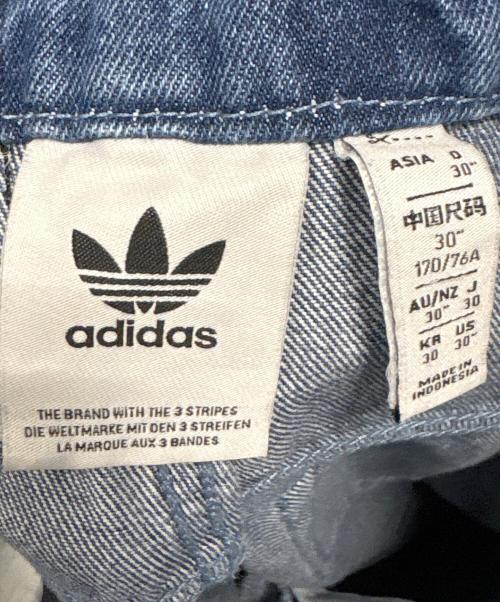 adidas
THE BRAND WITH THE 3 STRIPES
DIE WELTMARKE MIT DEN 3 STREIFEN
LA MARQUE AUX 3 BANDES
ASIA D
30"
中国尺码
30"
170/76A
AU/NZ J
30" 30
KR US
30 30"
MADE IN
INDONESIA